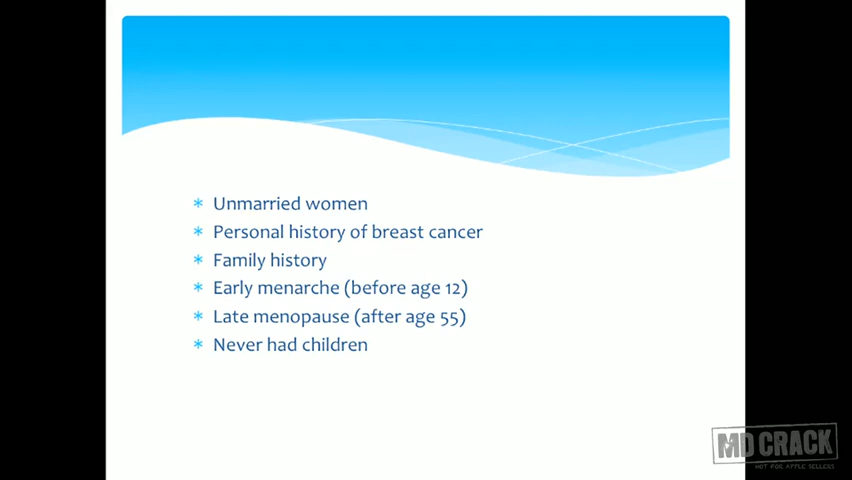 * Unmarried women
* Personal history of breast cancer
* Family history
* Early menarche (before age 12)
* Late menopause (after age 55)
* Never had children
MD CRACK
NOT FOR APPLE SELLERS